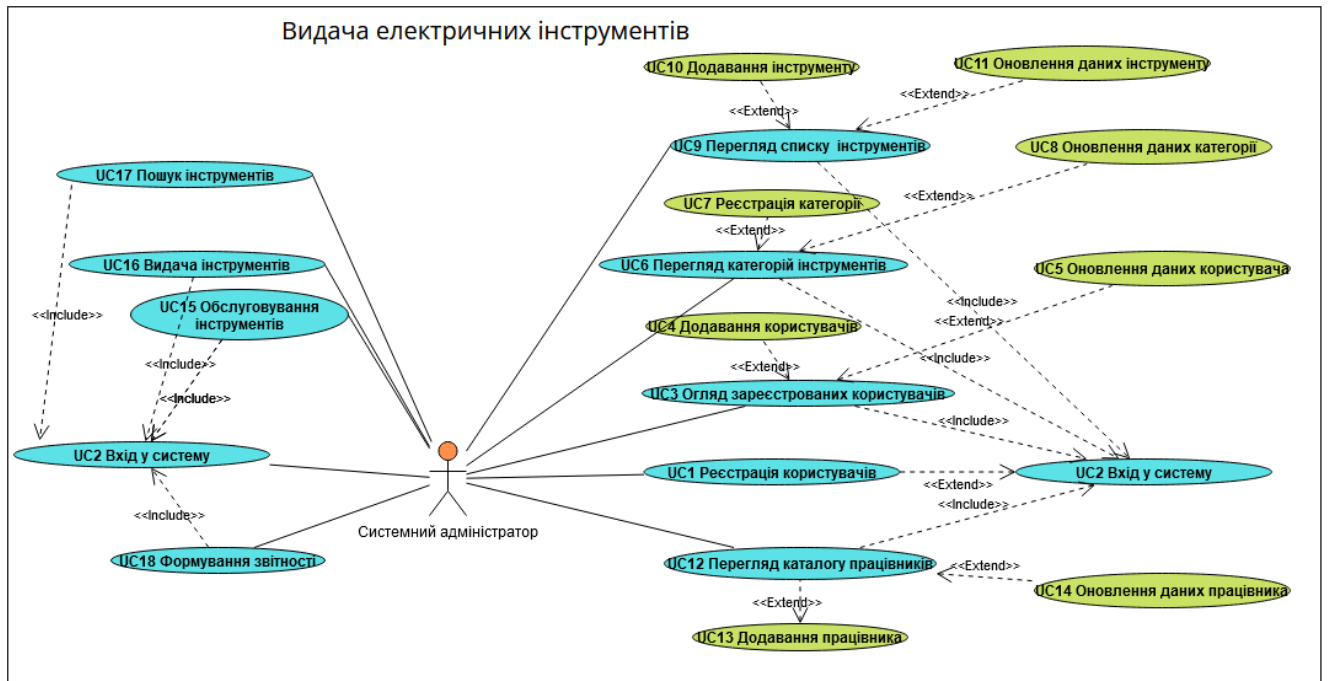 Видача електричних інструментів
UC10 Додавання інструменту
UC11 Оновлення даних інструменту
<<Extend>>
<<Extend>>
UC9 Перегляд списку інструментів
UC8 Оновлення даних категорії
UC17 Пошук інструментів
UC7 Реєстрація категорії
<<Extend>>
<<Extend>>
UC16 Видача інструментів
UC6 Перегляд категорій інструментів
UC5 Оновлення даних користувача
UC15 Обслуговування
інструментів
<<Include>>
<<Include>>
<<Extend>>
UC4 Додавання користувачів
<<Include>>
<<Include>>
<<Extend>>
UC3 Огляд зареєстрованих користувачів
<<Include>>
<<Include>>
UC2 Вхід у систему
UC1 Реєстрація користувачів
<<Extend>>
UC2 Вхід у систему
<<Include>>
<<Include>>
Системний адміністратор
UC18 Формування звітності
UC12 Перегляд каталогу працівників
<<Extend>>
UC14 Оновлення даних працівника
<<Extend>>
UC13 Додавання працівника